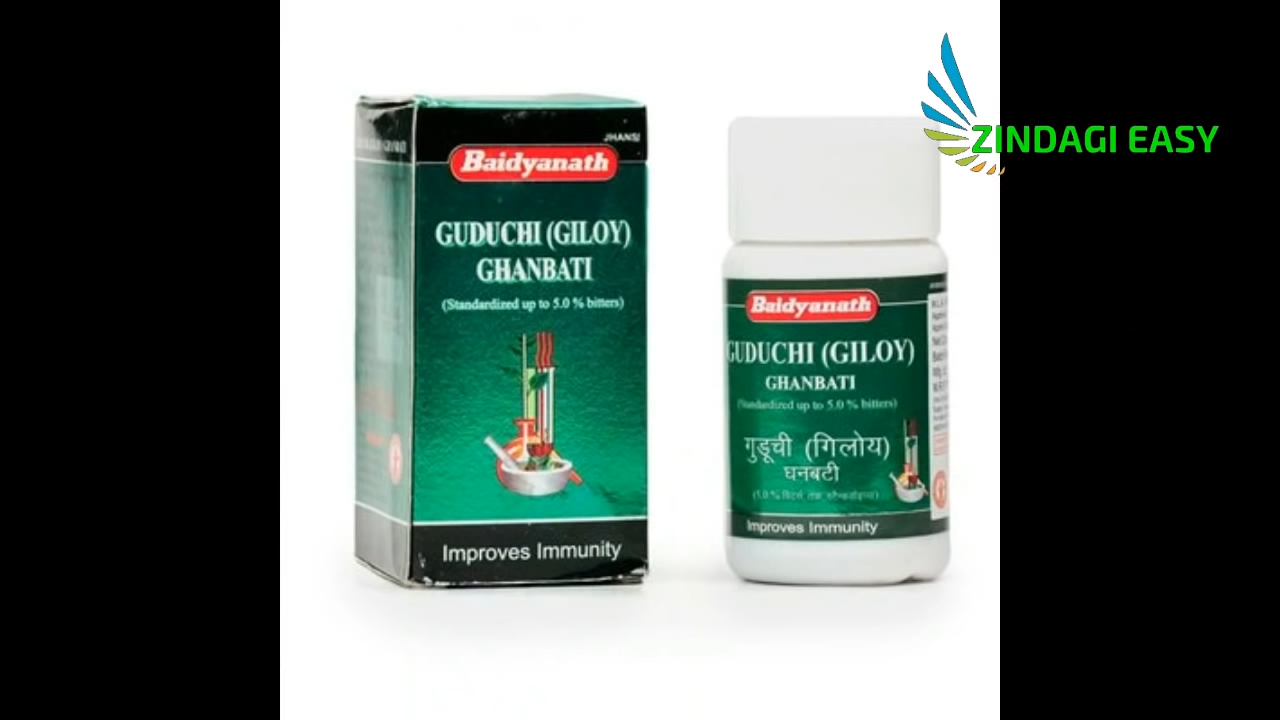 ZINDAGI EASY
JHANSI
Baidyanath
GUDUCHI (GILOY)
GHANBATI
(Standardized up to 5.0 % bitters)
Improves Immunity
Baidyanath
GUDUCHI (GILOY)
GHANBATI
(Standardized up to 5.0 % bitters)
गुडूची (गिलोय)
घनबटी
Improves Immunity